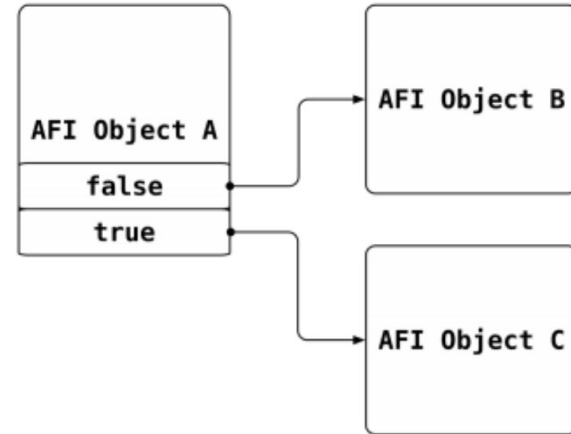 AFI Object A
false
true
AFI Object B
AFI Object C